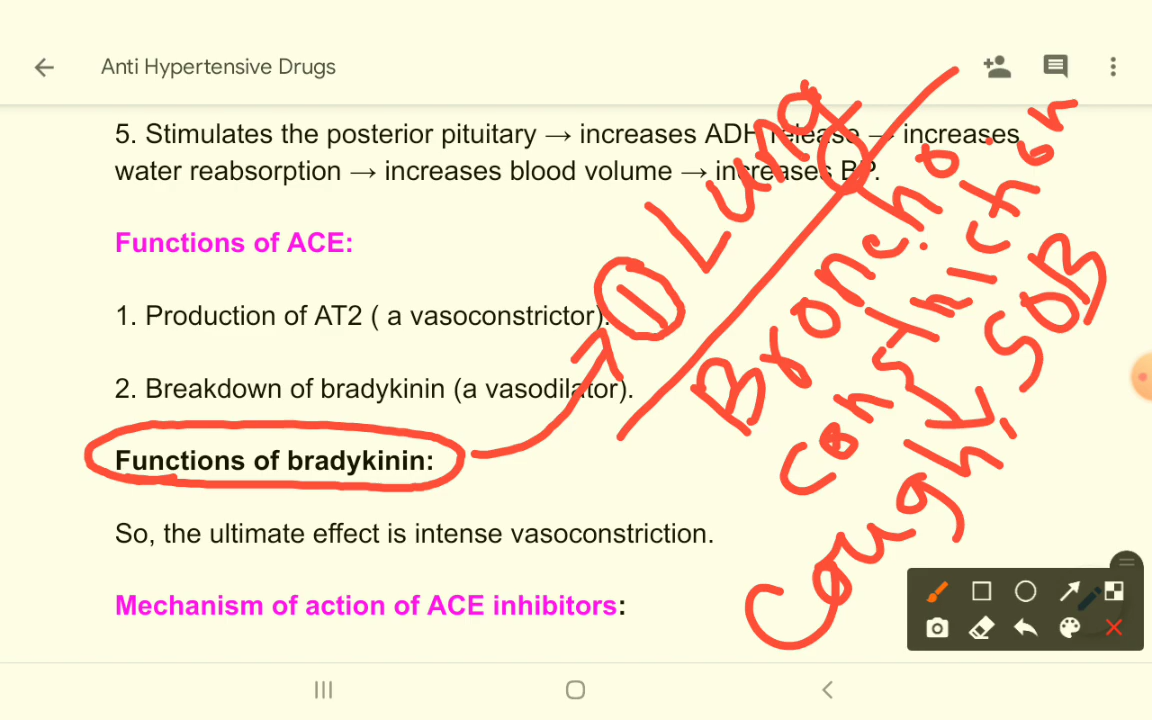 Anti Hypertensive Drugs
5. Stimulates the posterior pituitary → increases ADH release → increases
water reabsorption → increases blood volume → increases BP.
Functions of ACE:
1. Production of AT2 ( a vasoconstrictor).
2. Breakdown of bradykinin (a vasodilator).
Functions of bradykinin:
So, the ultimate effect is intense vasoconstriction.
Mechanism of action of ACE inhibitors:
① Lung
Broncho
constriction
Cough, SOB